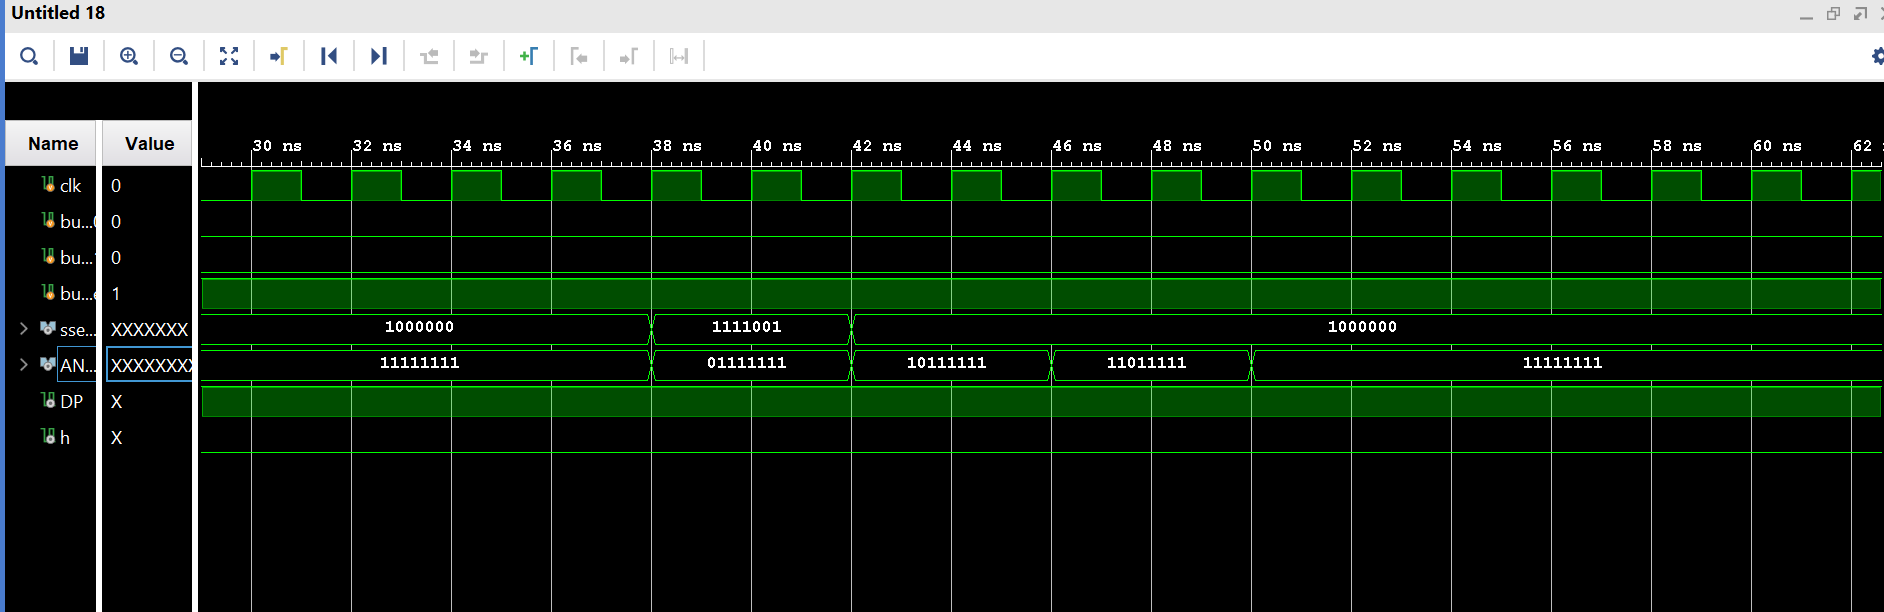 Untitled 18
Name Value
30 ns 32 ns 34 ns 36 ns 38 ns 40 ns 42 ns 44 ns 46 ns 48 ns 50 ns 52 ns 54 ns 56 ns 58 ns 60 ns 62
clk 0
bu... 0
bu... 0
bu...e 1
sse... XXXXXXX 1000000 1111001 1000000
AN... XXXXXXXX 11111111 01111111 10111111 11011111 11111111
DP X
h X